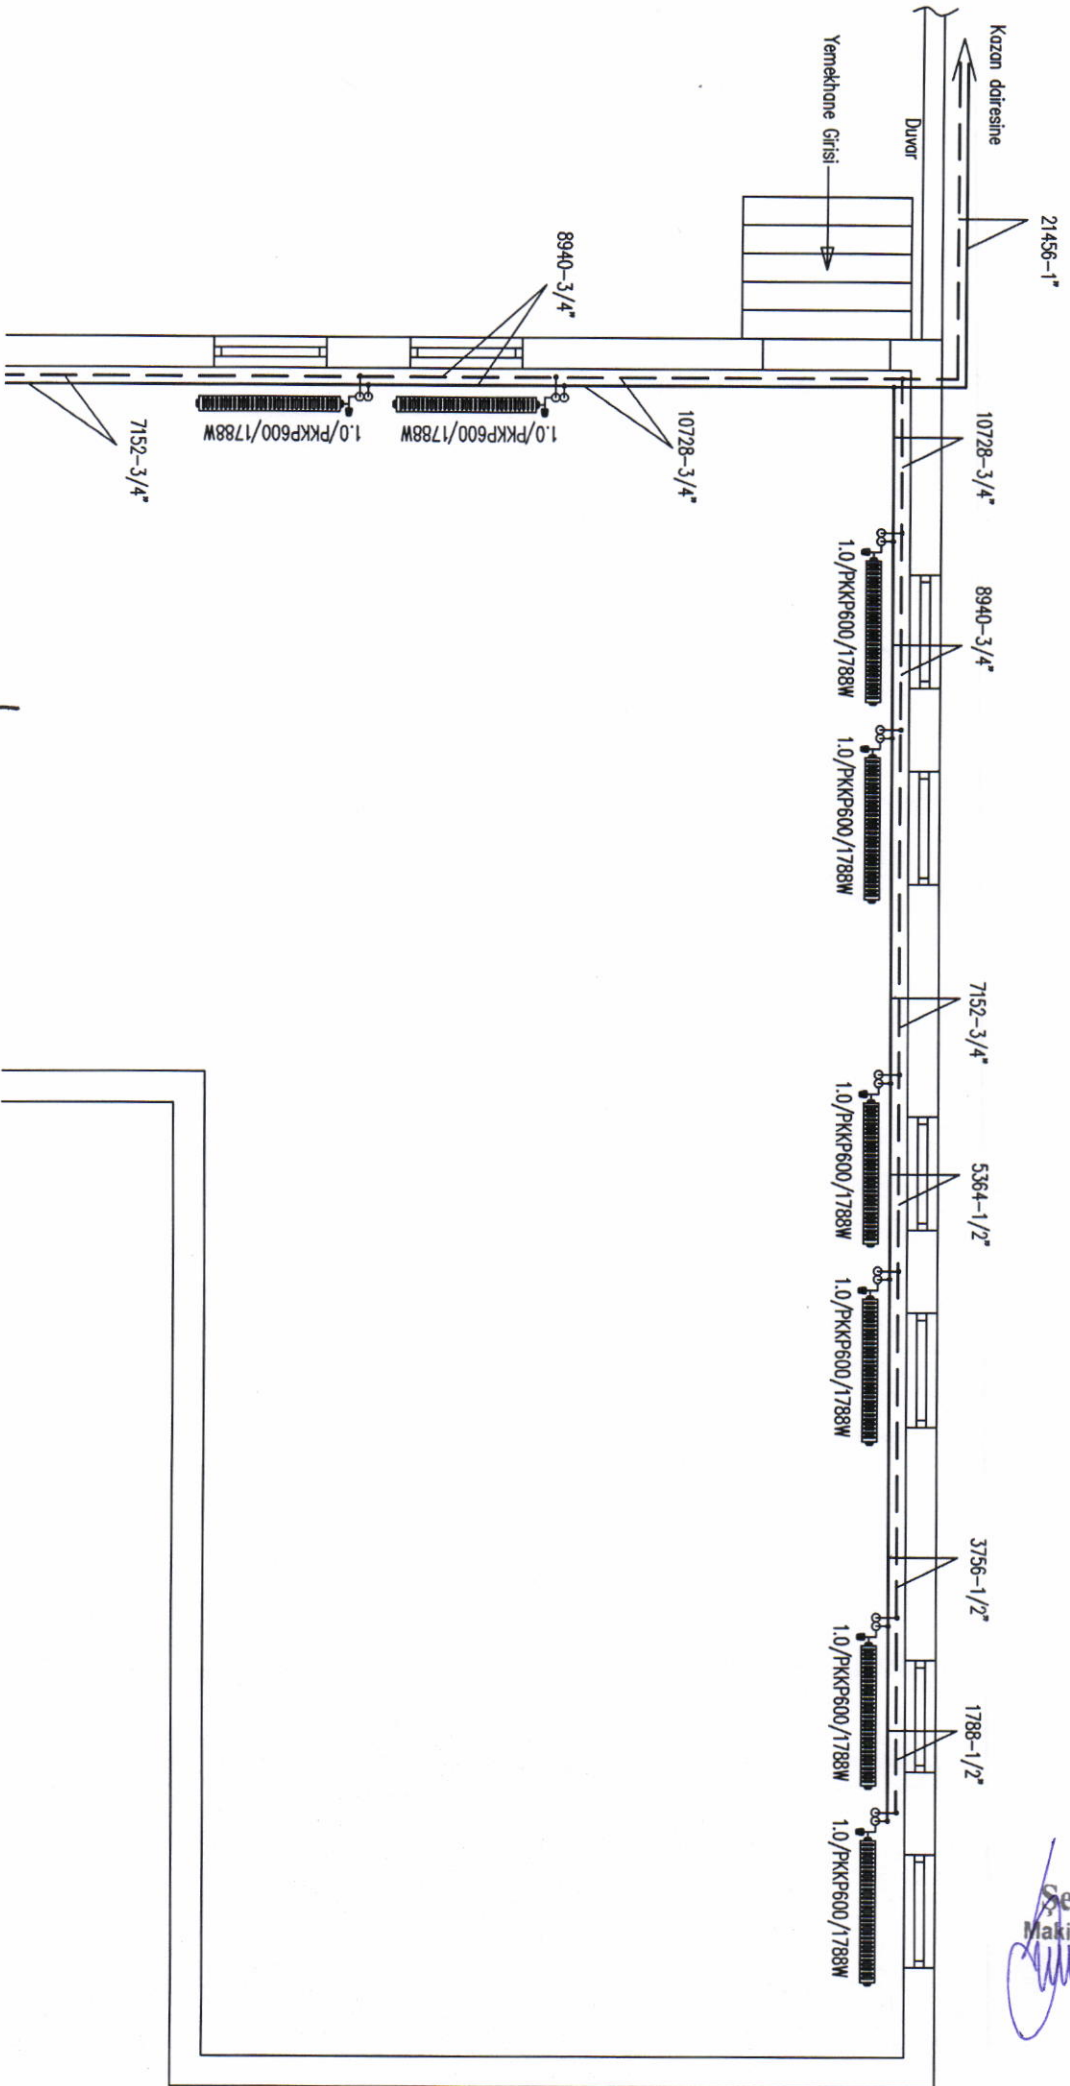 Kazan dairesine
21456-1"
Duvar
Yemekhane Girisi
8940-3/4"
7152-3/4"
1.0/PKKP600/1788W
1.0/PKKP600/1788W
10728-3/4"
10728-3/4"
8940-3/4"
7152-3/4"
5364-1/2"
3756-1/2"
1788-1/2"
1.0/PKKP600/1788W
1.0/PKKP600/1788W
1.0/PKKP600/1788W
1.0/PKKP600/1788W
1.0/PKKP600/1788W
1.0/PKKP600/1788W
Şe
Maki